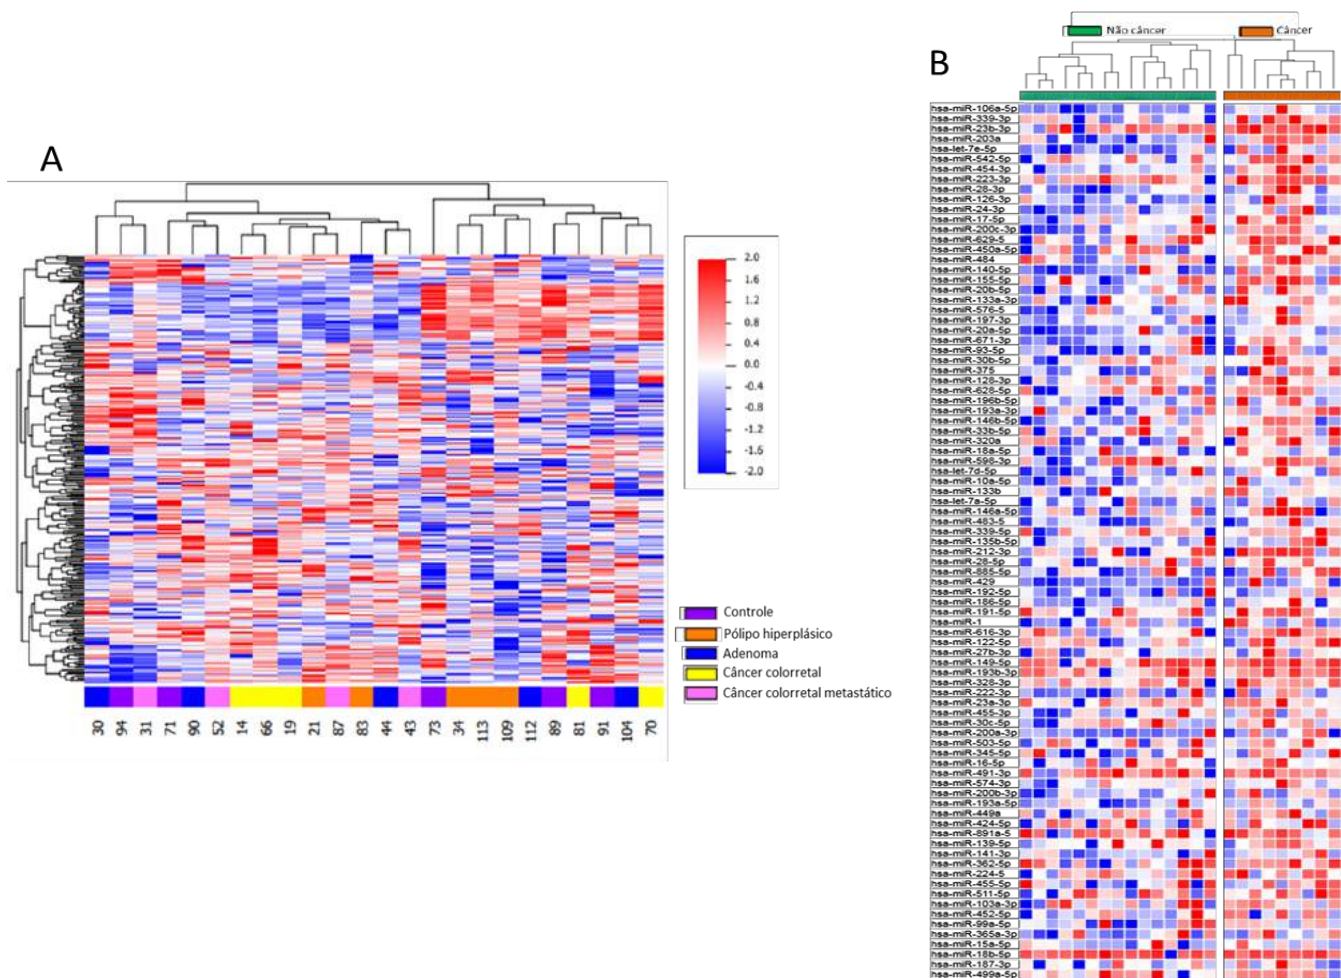 A
2.0
1.6
1.2
0.8
0.4
0.0
-0.4
-0.8
-1.2
-1.6
-2.0
Controle
Pólipo hiperplásico
Adenoma
Câncer colorretal
Câncer colorretal metastático
30 94 31 71 90 52 14 66 19 21 87 83 44 43 73 34 113 109 112 89 81 91 104 70
B
Não câncer
Câncer
hsa-miR-106a-5p
hsa-miR-339-3p
hsa-miR-23b-3p
hsa-miR-203a
hsa-let-7e-5p
hsa-miR-542-5p
hsa-miR-454-3p
hsa-miR-223-3p
hsa-miR-28-3p
hsa-miR-126-3p
hsa-miR-24-3p
hsa-miR-17-5p
hsa-miR-200c-3p
hsa-miR-629-5
hsa-miR-450a-5p
hsa-miR-484
hsa-miR-140-5p
hsa-miR-155-5p
hsa-miR-20b-5p
hsa-miR-133a-3p
hsa-miR-576-5
hsa-miR-197-3p
hsa-miR-20a-5p
hsa-miR-671-3p
hsa-miR-93-5p
hsa-miR-30b-5p
hsa-miR-375
hsa-miR-128-3p
hsa-miR-628-5p
hsa-miR-196b-5p
hsa-miR-193a-3p
hsa-miR-146b-5p
hsa-miR-33b-5p
hsa-miR-320a
hsa-miR-18a-5p
hsa-miR-598-3p
hsa-let-7d-5p
hsa-miR-10a-5p
hsa-miR-133b
hsa-let-7a-5p
hsa-miR-146a-5p
hsa-miR-483-5
hsa-miR-339-5p
hsa-miR-135b-5p
hsa-miR-212-3p
hsa-miR-28-5p
hsa-miR-885-5p
hsa-miR-429
hsa-miR-192-5p
hsa-miR-186-5p
hsa-miR-191-5p
hsa-miR-1
hsa-miR-616-3p
hsa-miR-122-5p
hsa-miR-27b-3p
hsa-miR-149-5p
hsa-miR-193b-3p
hsa-miR-328-3p
hsa-miR-222-3p
hsa-miR-23a-3p
hsa-miR-455-3p
hsa-miR-30c-5p
hsa-miR-200a-3p
hsa-miR-503-5p
hsa-miR-345-5p
hsa-miR-16-5p
hsa-miR-491-3p
hsa-miR-574-3p
hsa-miR-200b-3p
hsa-miR-193a-5p
hsa-miR-449a
hsa-miR-424-5p
hsa-miR-891a-5
hsa-miR-139-5p
hsa-miR-141-3p
hsa-miR-362-5p
hsa-miR-224-5
hsa-miR-455-5p
hsa-miR-511-5p
hsa-miR-103a-3p
hsa-miR-452-5p
hsa-miR-99a-5p
hsa-miR-365a-3p
hsa-miR-15a-5p
hsa-miR-18b-5p
hsa-miR-187-3p
hsa-miR-499a-5p